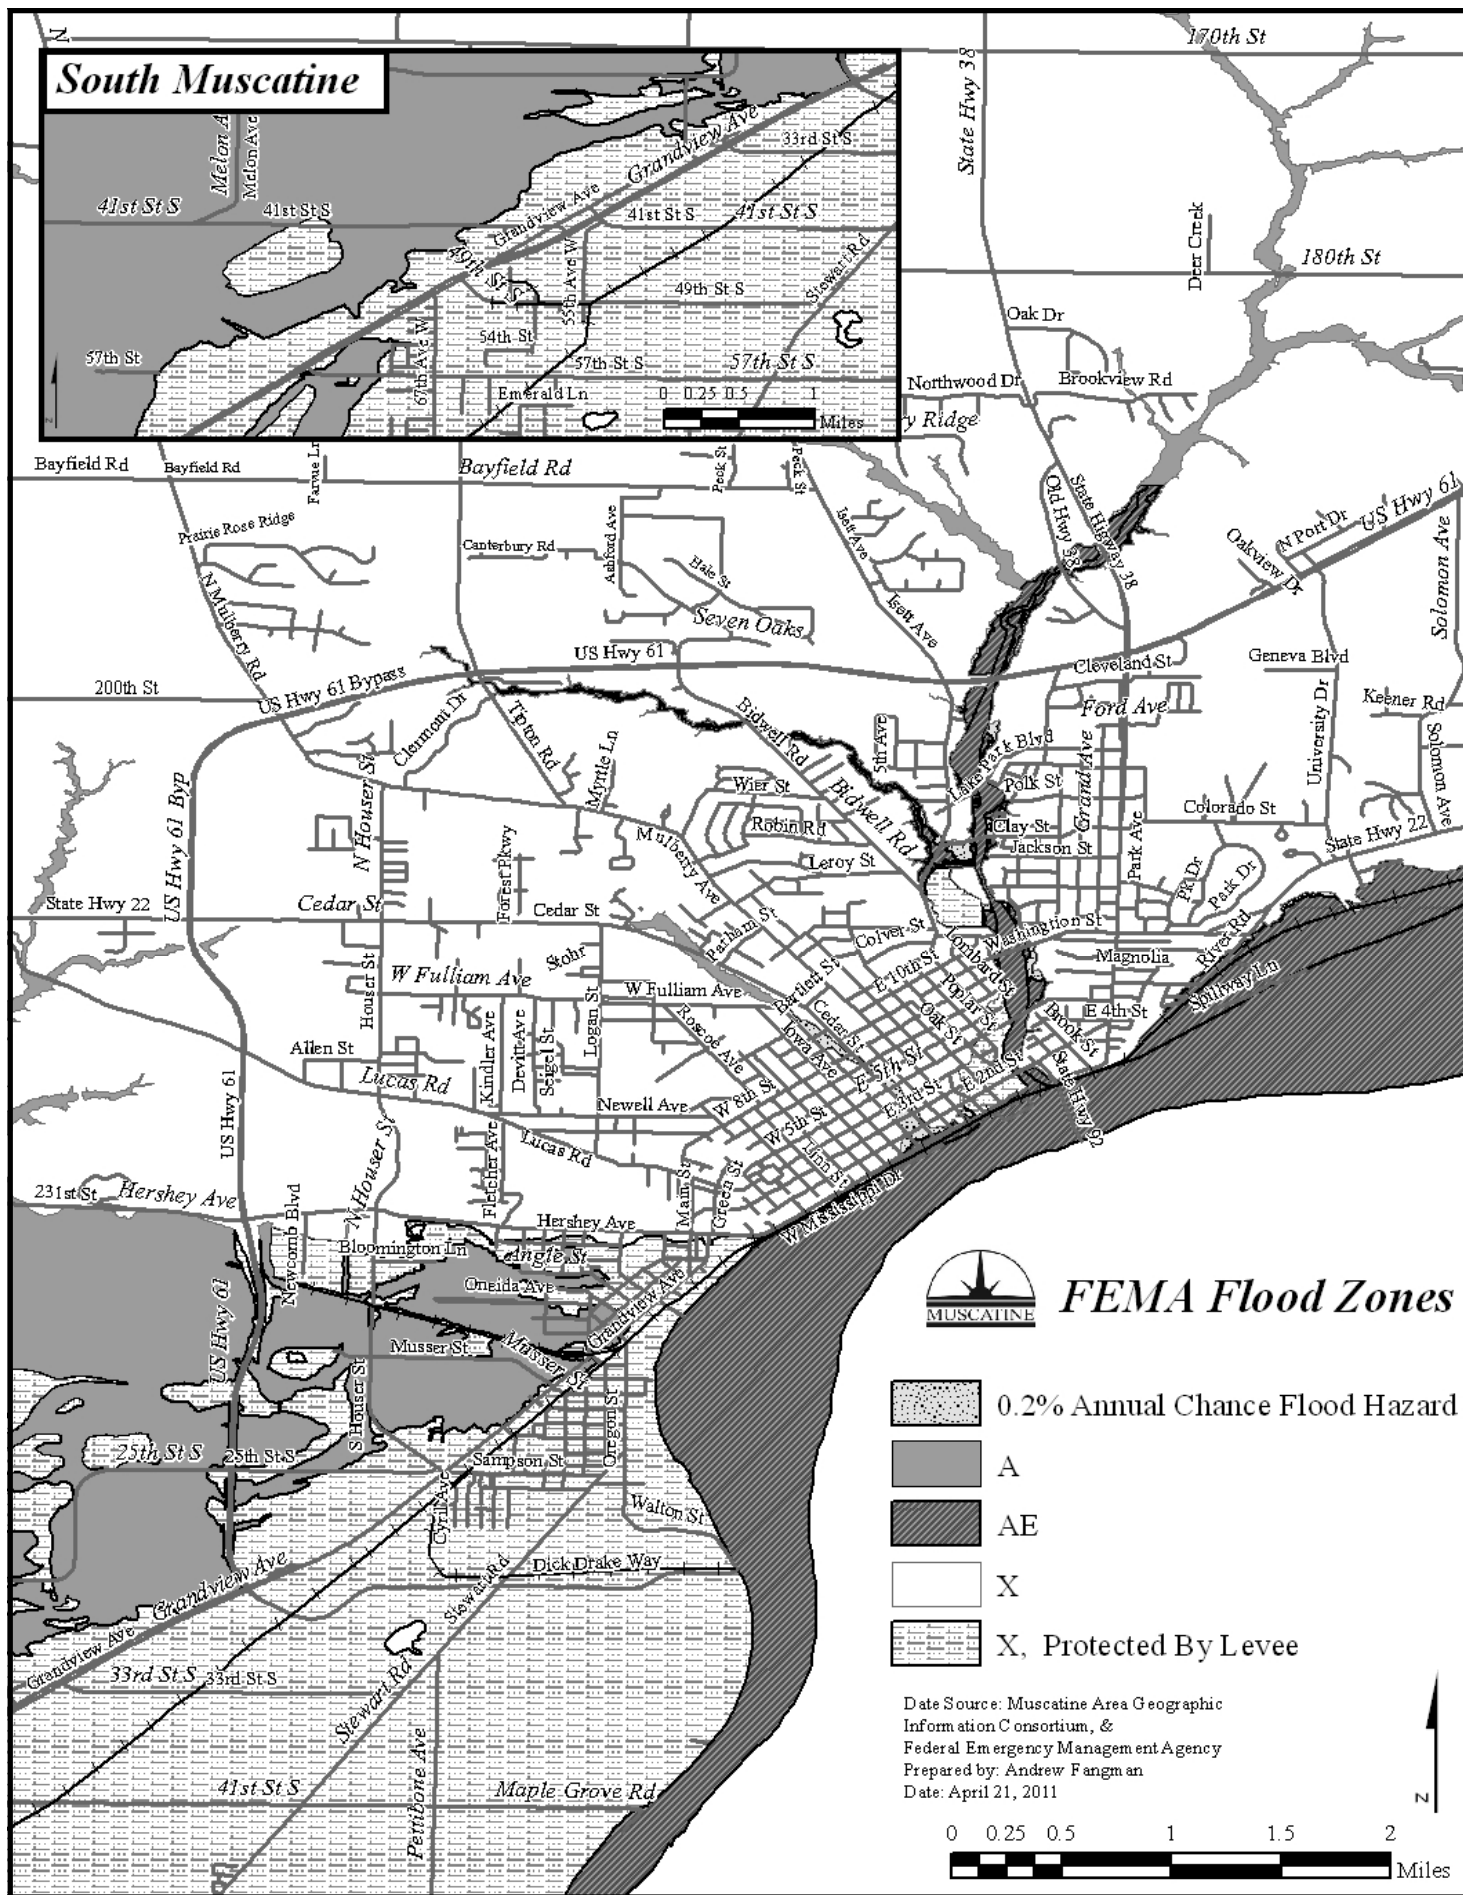 South Muscatine
Melon A
Melon Ave
41st St S
41st St S
Grandview Ave
33rd St S
Grandview Ave
41st St S
41st St S
49th St S
55th Ave W
49th St S
Stewart Rd
54th St
57th St
67th Ave W
57th St S
57th St S
Emerald Ln
0 0.25 0.5 1
Miles
N
170th St
State Hwy 38
Deer Creek
180th St
Oak Dr
Northwood Dr
Brookview Rd
y Ridge
Bayfield Rd
Bayfield Rd
Farvue Ln
Bayfield Rd
Peck St
Peck St
Prairie Rose Ridge
Canterbury Rd
Ashford Ave
Hale St
Seven Oaks
Isett Ave
Isett Ave
Old Hwy 38
State Highway 38
US Hwy 61
N Port Dr
Oakview Dr
Solomon Ave
N Mulberry Rd
200th St
US Hwy 61 Bypass
US Hwy 61
Cleveland St
Geneva Blvd
Keener Rd
University Dr
Solomon Ave
Clermont Dr
Tipton Rd
Myrtle Ln
Bidwell Rd
Bidwell Rd
5th Ave
Ford Ave
Lake Park Blvd
Polk St
Grand Ave
Wier St
Robin Rd
Leroy St
Clay St
Jackson St
Park Ave
Colorado St
State Hwy 22
Pk Dr
Park Dr
US Hwy 61 Byp
N Houser St
Mulberry Ave
Forest Pkwy
State Hwy 22
Cedar St
Cedar St
Parham St
Colver St
Lombard St
Washington St
Magnolia
River Rd
Spillway Ln
W Fulliam Ave
Stohr
W Fulliam Ave
Houser St
Bartlett St
E 10th St
Poplar St
Oak St
E 4th St
Brook St
Cedar St
Iowa Ave
Roscoe Ave
Logan St
Kindler Ave
Devitt Ave
Seigel St
Allen St
Lucas Rd
Newell Ave
W 8th St
E 5th St
E 3rd St
E 2nd St
W 5th St
Linn St
State Hwy 92
US Hwy 61
Lucas Rd
Fletcher Ave
Main St
Green St
W Mississippi Dr
231st St
Hershey Ave
Newcomb Blvd
N Houser St
Hershey Ave
Bloomington Ln
Angle St
Oneida Ave
Grandview Ave
US Hwy 61
Musser St
Musser St
S Houser St
Oregon St
25th St S
25th St S
Sampson St
Cyril Ave
Walton St
Dick Drake Way
Stewart Rd
Grandview Ave
Grandview Ave
33rd St S
33rd St S
Stewart Rd
Pettibone Ave
41st St S
Maple Grove Rd
MUSCATINE
FEMA Flood Zones
0.2% Annual Chance Flood Hazard
A
AE
X
X, Protected By Levee
Date Source: Muscatine Area Geographic
Information Consortium, &
Federal Emergency Management Agency
Prepared by: Andrew Fangman
Date: April 21, 2011
N
0 0.25 0.5 1 1.5 2
Miles